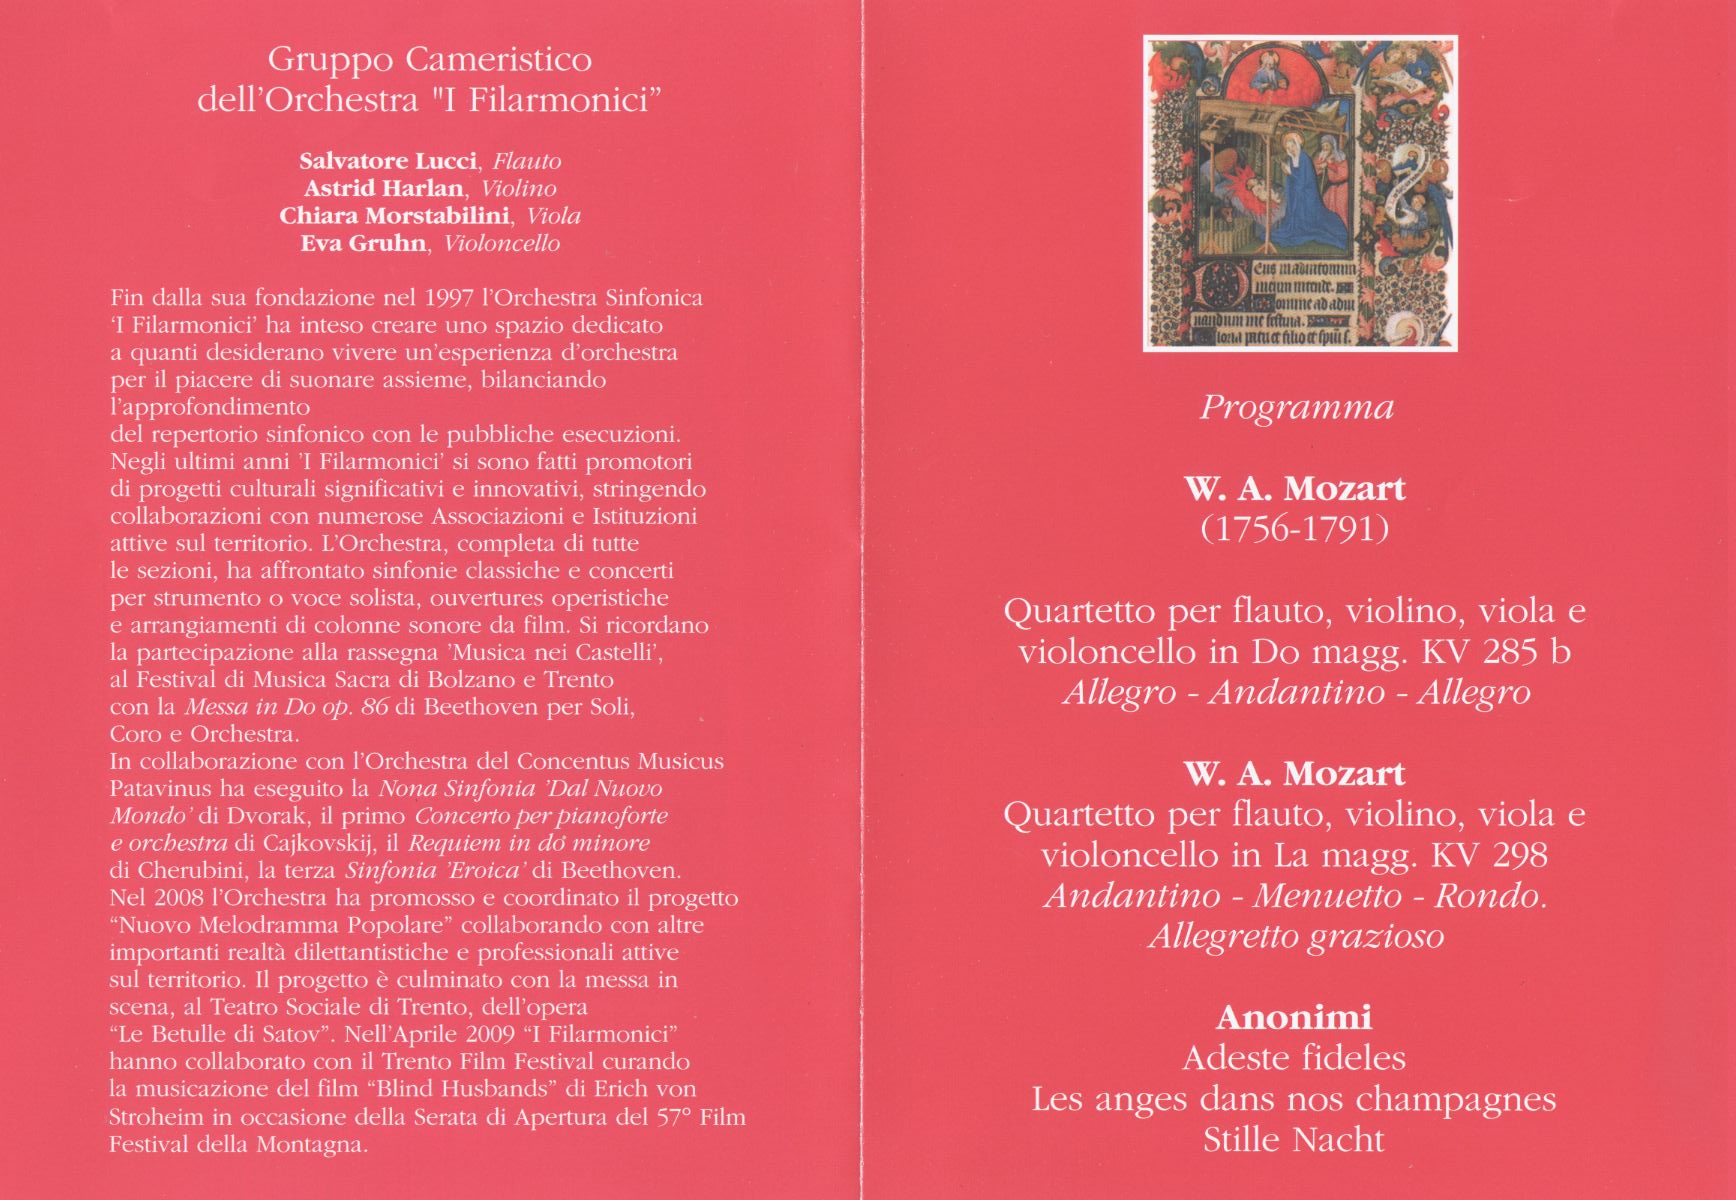 Gruppo Cameristico
dell'Orchestra "I Filarmonici”
Salvatore Lucci, Flauto
Astrid Harlan, Violino
Chiara Morstabilini, Viola
Eva Gruhn, Violoncello
Fin dalla sua fondazione nel 1997 l'Orchestra Sinfonica
‘I Filarmonici’ ha inteso creare uno spazio dedicato
a quanti desiderano vivere un'esperienza d'orchestra
per il piacere di suonare assieme, bilanciando
l'approfondimento
del repertorio sinfonico con le pubbliche esecuzioni.
Negli ultimi anni ’I Filarmonici’ si sono fatti promotori
di progetti culturali significativi e innovativi, stringendo
collaborazioni con numerose Associazioni e Istituzioni
attive sul territorio. L'Orchestra, completa di tutte
le sezioni, ha affrontato sinfonie classiche e concerti
per strumento o voce solista, ouvertures operistiche
e arrangiamenti di colonne sonore da film. Si ricordano
la partecipazione alla rassegna ’Musica nei Castelli’,
al Festival di Musica Sacra di Bolzano e Trento
con la Messa in Do op. 86 di Beethoven per Soli,
Coro e Orchestra.
In collaborazione con l'Orchestra del Concentus Musicus
Patavinus ha eseguito la Nona Sinfonia ’Dal Nuovo
Mondo’ di Dvorak, il primo Concerto per pianoforte
e orchestra di Cajkovskij, il Requiem in do minore
di Cherubini, la terza Sinfonia ’Eroica’ di Beethoven.
Nel 2008 l'Orchestra ha promosso e coordinato il progetto
“Nuovo Melodramma Popolare” collaborando con altre
importanti realtà dilettantistiche e professionali attive
sul territorio. Il progetto è culminato con la messa in
scena, al Teatro Sociale di Trento, dell'opera
“Le Betulle di Satov”. Nell'Aprile 2009 “I Filarmonici”
hanno collaborato con il Trento Film Festival curando
la musicazione del film “Blind Husbands” di Erich von
Stroheim in occasione della Serata di Apertura del 57° Film
Festival della Montagna.
Deus in adiutorium
meum intende.
Domine ad adiu
uandum me festina.
Gloria patri et filio et
Programma
W. A. Mozart
(1756-1791)
Quartetto per flauto, violino, viola e
violoncello in Do magg. KV 285 b
Allegro - Andantino - Allegro
W. A. Mozart
Quartetto per flauto, violino, viola e
violoncello in La magg. KV 298
Andantino - Menuetto - Rondo.
Allegretto grazioso
Anonimi
Adeste fideles
Les anges dans nos champagnes
Stille Nacht